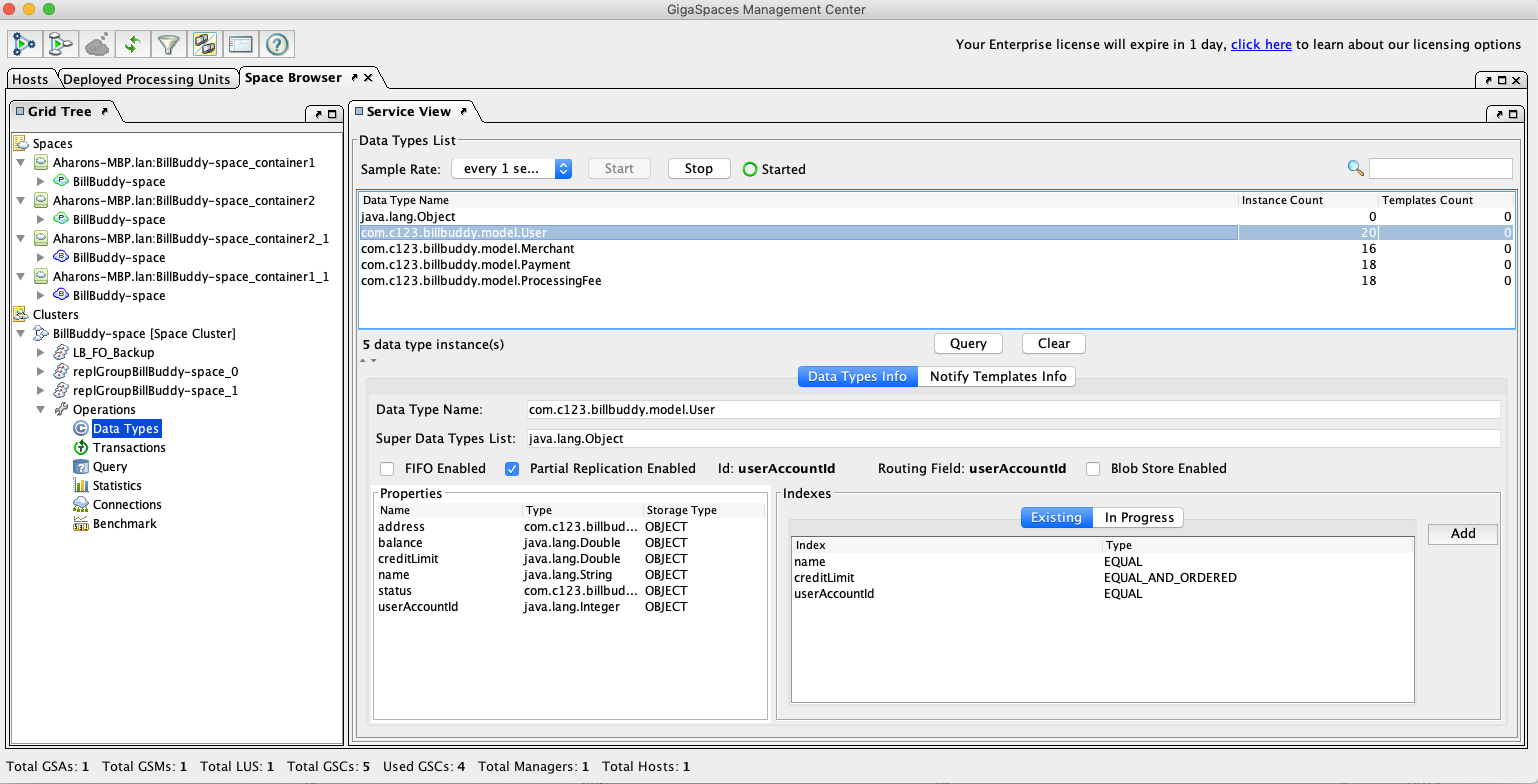 GigaSpaces Management Center
Your Enterprise license will expire in 1 day, click here to learn about our licensing options
Hosts Deployed Processing Units Space Browser
Grid Tree
Spaces
Aharons-MBP.lan:BillBuddy-space_container1
BillBuddy-space
Aharons-MBP.lan:BillBuddy-space_container2
BillBuddy-space
Aharons-MBP.lan:BillBuddy-space_container2_1
BillBuddy-space
Aharons-MBP.lan:BillBuddy-space_container1_1
BillBuddy-space
Clusters
BillBuddy-space [Space Cluster]
LB_FO_Backup
replGroupBillBuddy-space_0
replGroupBillBuddy-space_1
Operations
Data Types
Transactions
Query
Statistics
Connections
Benchmark
Service View
Data Types List
Sample Rate: every 1 se... Start Stop Started
Data Type Name Instance Count Templates Count
java.lang.Object 0 0
com.c123.billbuddy.model.User 20 0
com.c123.billbuddy.model.Merchant 16 0
com.c123.billbuddy.model.Payment 18 0
com.c123.billbuddy.model.ProcessingFee 18 0
5 data type instance(s) Query Clear
Data Types Info Notify Templates Info
Data Type Name: com.c123.billbuddy.model.User
Super Data Types List: java.lang.Object
FIFO Enabled Partial Replication Enabled Id: userAccountId Routing Field: userAccountId Blob Store Enabled
Properties
Name Type Storage Type
address com.c123.billbud... OBJECT
balance java.lang.Double OBJECT
creditLimit java.lang.Double OBJECT
name java.lang.String OBJECT
status com.c123.billbud... OBJECT
userAccountId java.lang.Integer OBJECT
Indexes
Existing In Progress
Add
Index Type
name EQUAL
creditLimit EQUAL_AND_ORDERED
userAccountId EQUAL
Total GSAs: 1 Total GSMs: 1 Total LUS: 1 Total GSCs: 5 Used GSCs: 4 Total Managers: 1 Total Hosts: 1